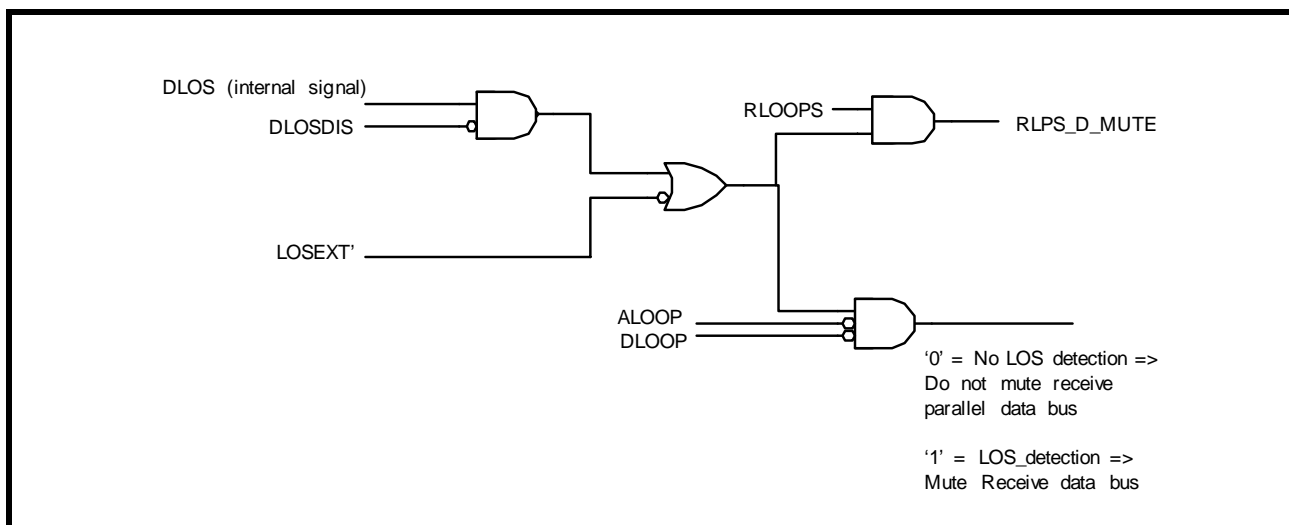 DLOS (internal signal)
DLOSDIS
LOSEXT’
RLOOPS
RLPS_D_MUTE
ALOOP
DLOOP
‘0’ = No LOS detection =>
Do not mute receive
parallel data bus
‘1’ = LOS_detection =>
Mute Receive data bus